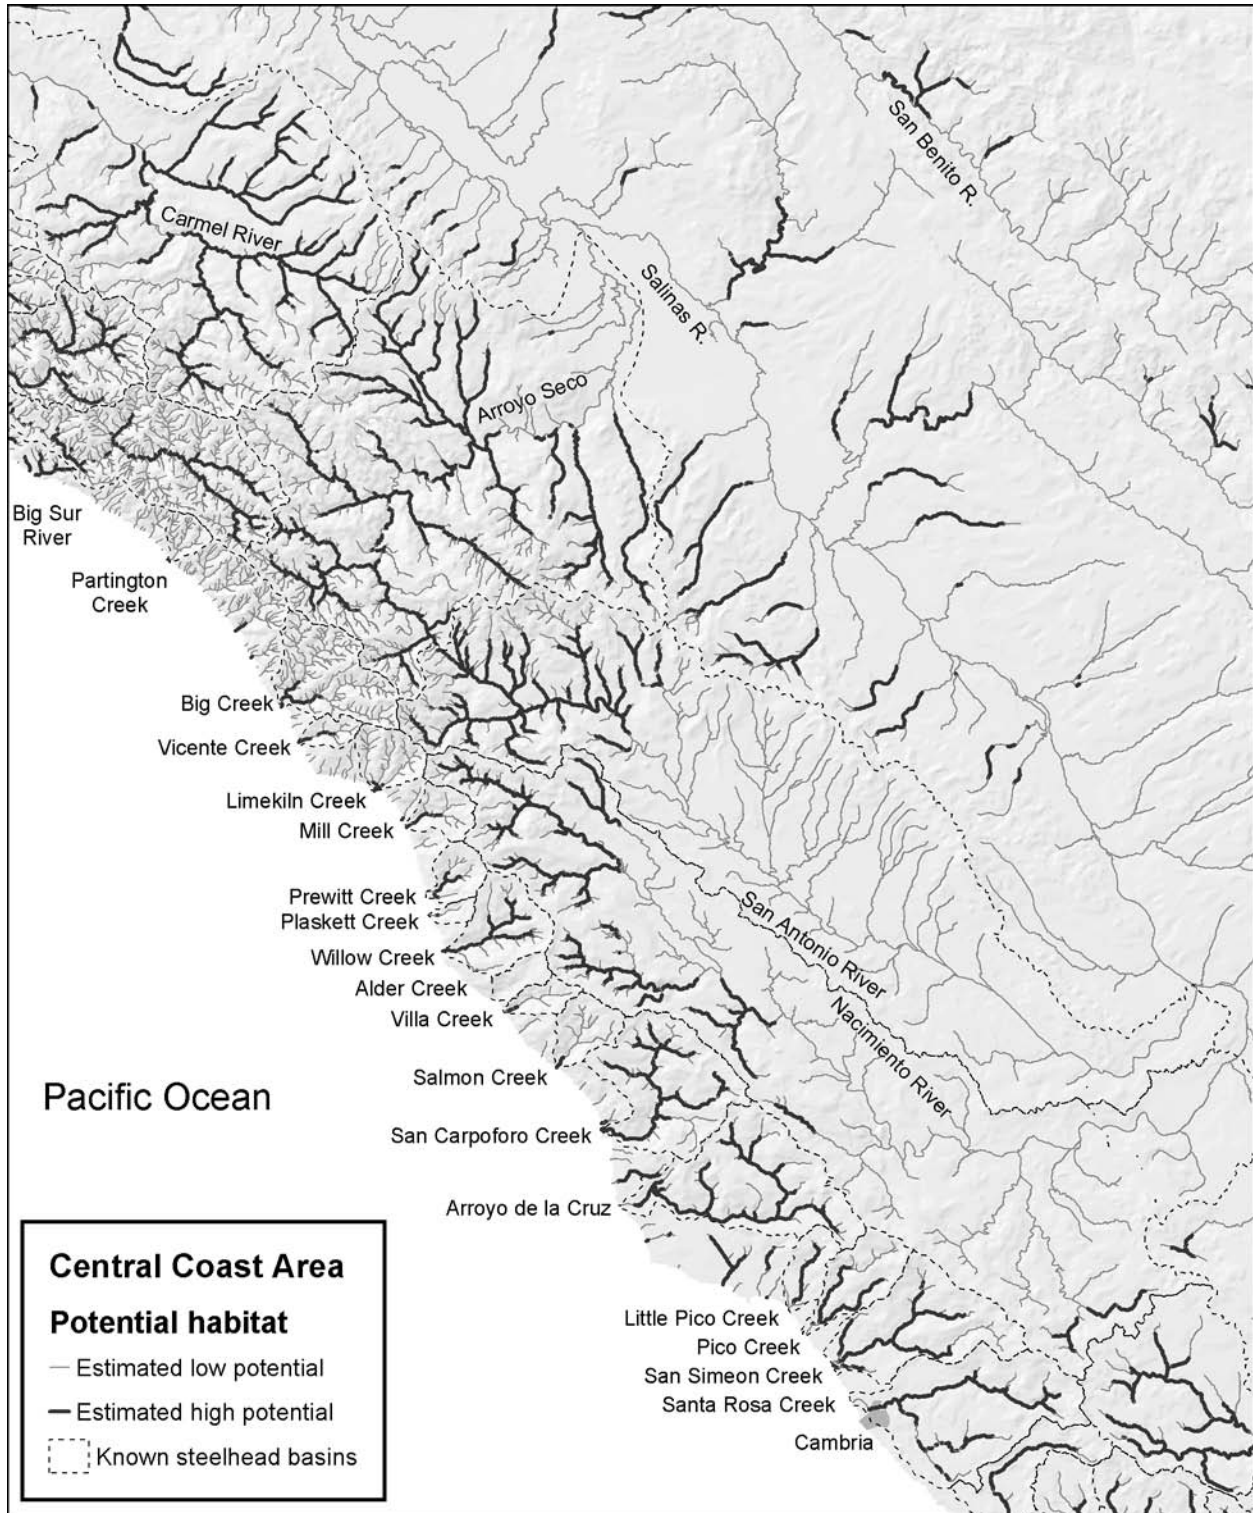 San Benito R.
Carmel River
Salinas R.
Arroyo Seco
Big Sur
River
Partington
Creek
Big Creek
Vicente Creek
Limekiln Creek
Mill Creek
Prewitt Creek
Plaskett Creek
San Antonio River
Willow Creek
Alder Creek
Villa Creek
Nacimiento River
Salmon Creek
Pacific Ocean
San Carpoforo Creek
Arroyo de la Cruz
Little Pico Creek
Pico Creek
San Simeon Creek
Santa Rosa Creek
Cambria
Central Coast Area
Potential habitat
Estimated low potential
Estimated high potential
Known steelhead basins